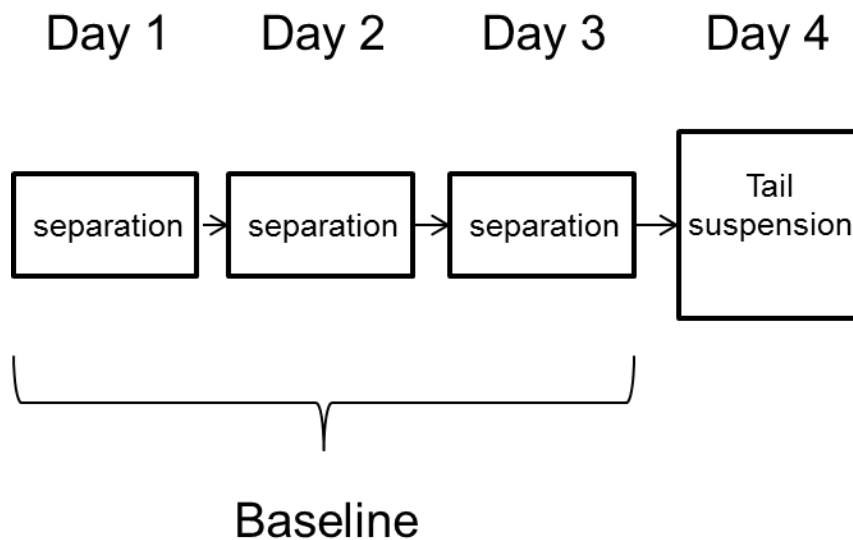 Day 1 Day 2 Day 3 Day 4
separation separation separation Tail
suspension
Baseline